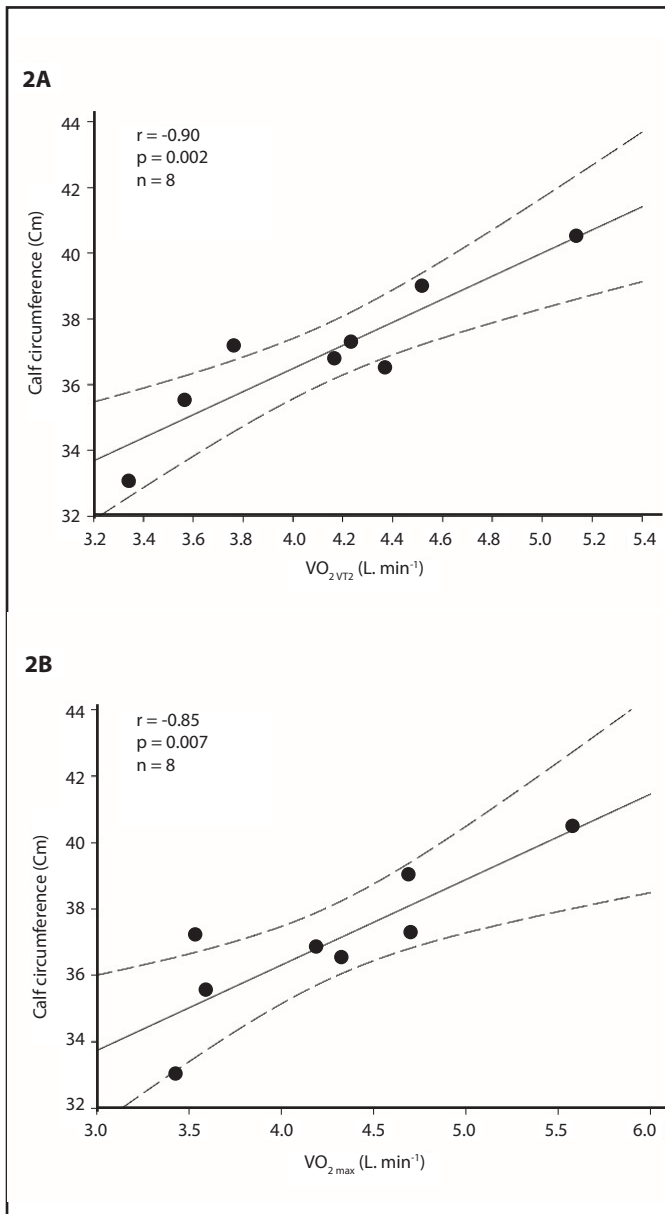 2A
r = -0.90
p = 0.002
n = 8
Calf circumference (Cm)
44
42
40
38
36
34
32
3.2 3.4 3.6 3.8 4.0 4.2 4.4 4.6 4.8 5.0 5.2 5.4
VO2 VT2 (L. min-1)
2B
r = -0.85
p = 0.007
n = 8
Calf circumference (Cm)
44
42
40
38
36
34
32
3.0 3.5 4.0 4.5 5.0 5.5 6.0
VO2 max (L. min-1)